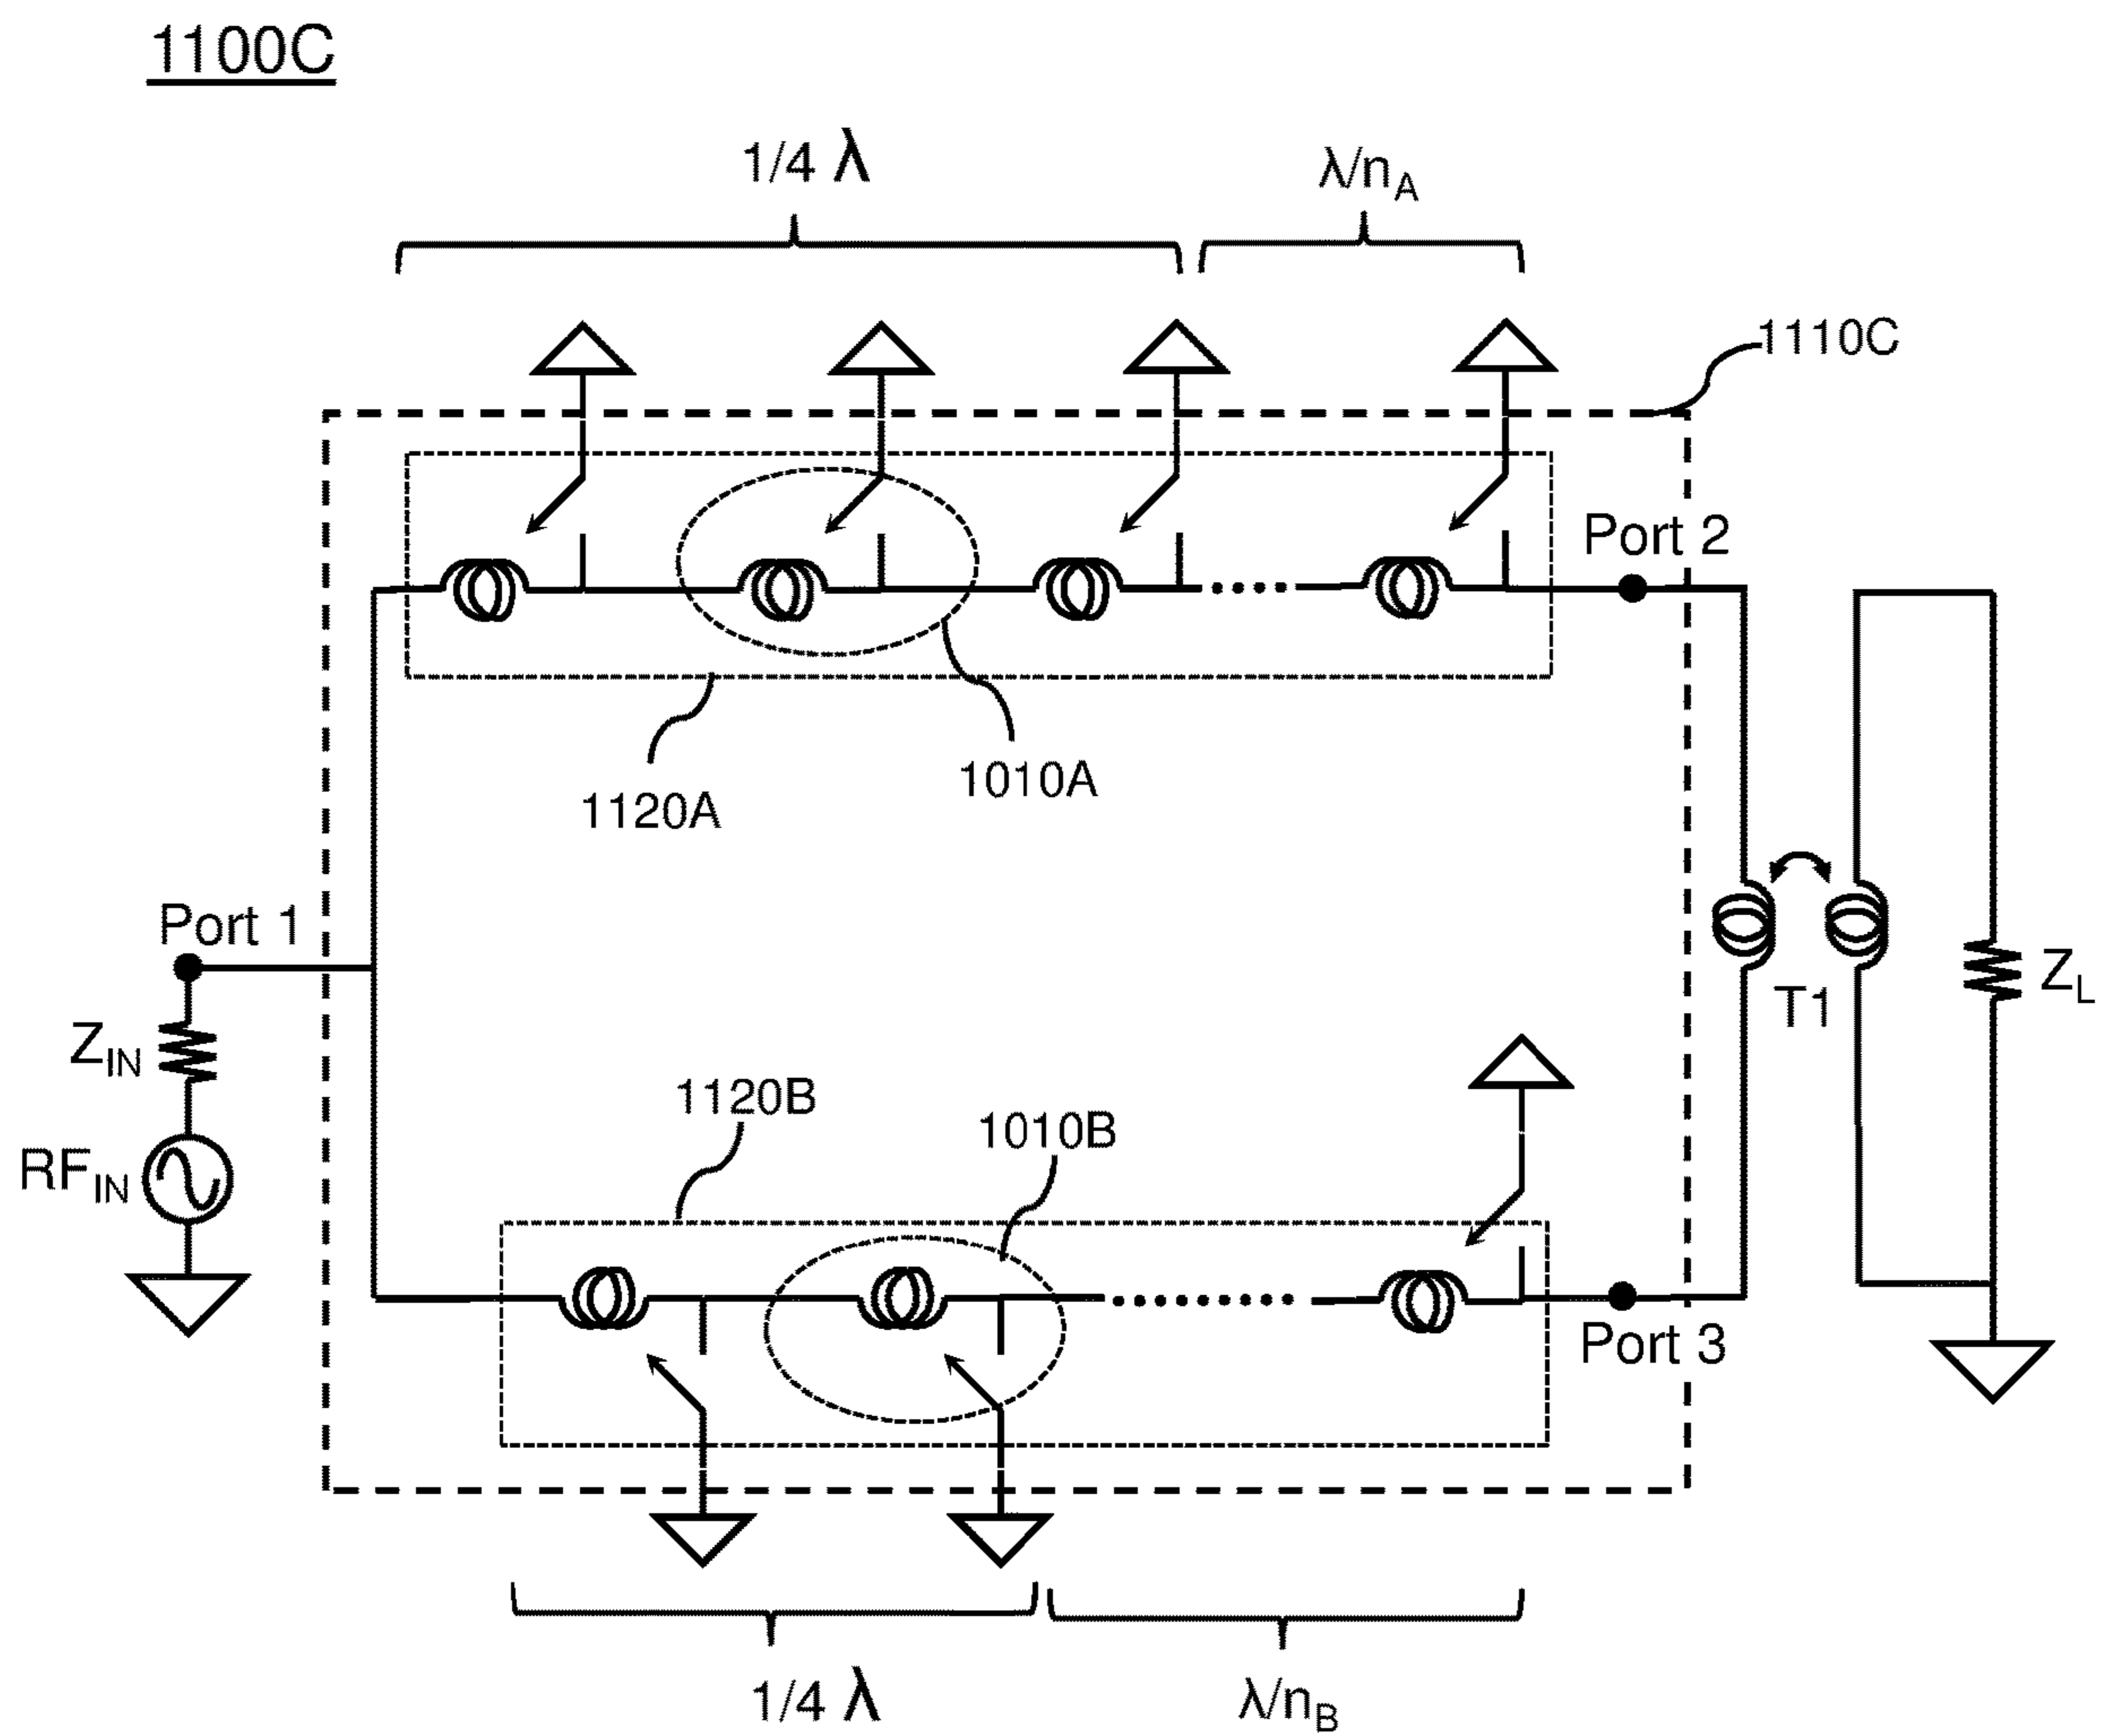 1100C
1/4 λ
λ/nA
1110C
Port 2
1010A
1120A
Port 1
ZIN
T1
ZL
1120B
1010B
RFIN
Port 3
1/4 λ
λ/nB